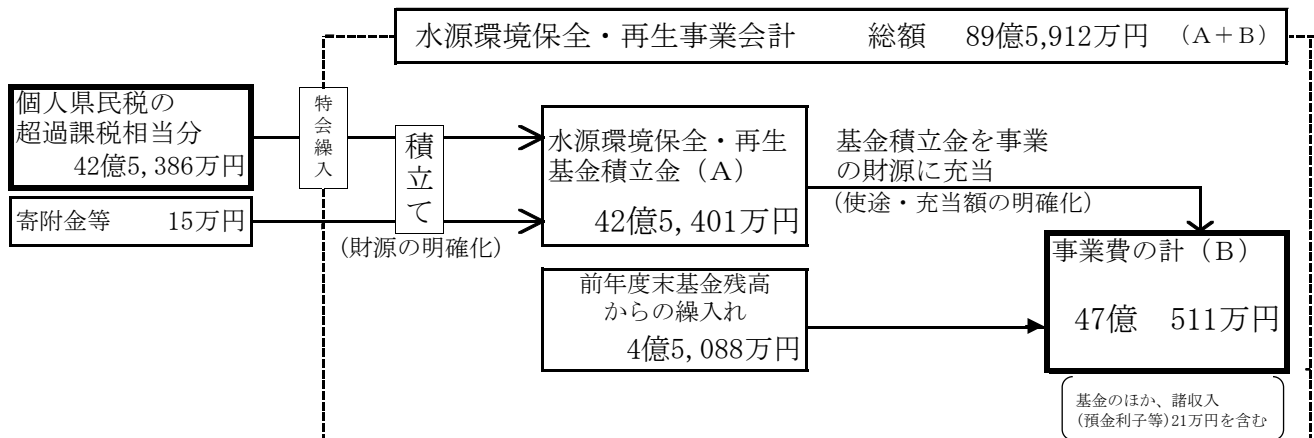 水源環境保全・再生事業会計　　総額　89億5,912万円　（A＋B）
個人県民税の
超過課税相当分
42億5,386万円
特会繰入
積立て
水源環境保全・再生
基金積立金（A）
42億5,401万円
基金積立金を事業
の財源に充当
(使途・充当額の明確化)
寄附金等　　15万円
(財源の明確化)
事業費の計（B）
47億　511万円
前年度末基金残高
からの繰入れ
4億5,088万円
基金のほか、諸収入
(預金利子等)21万円を含む